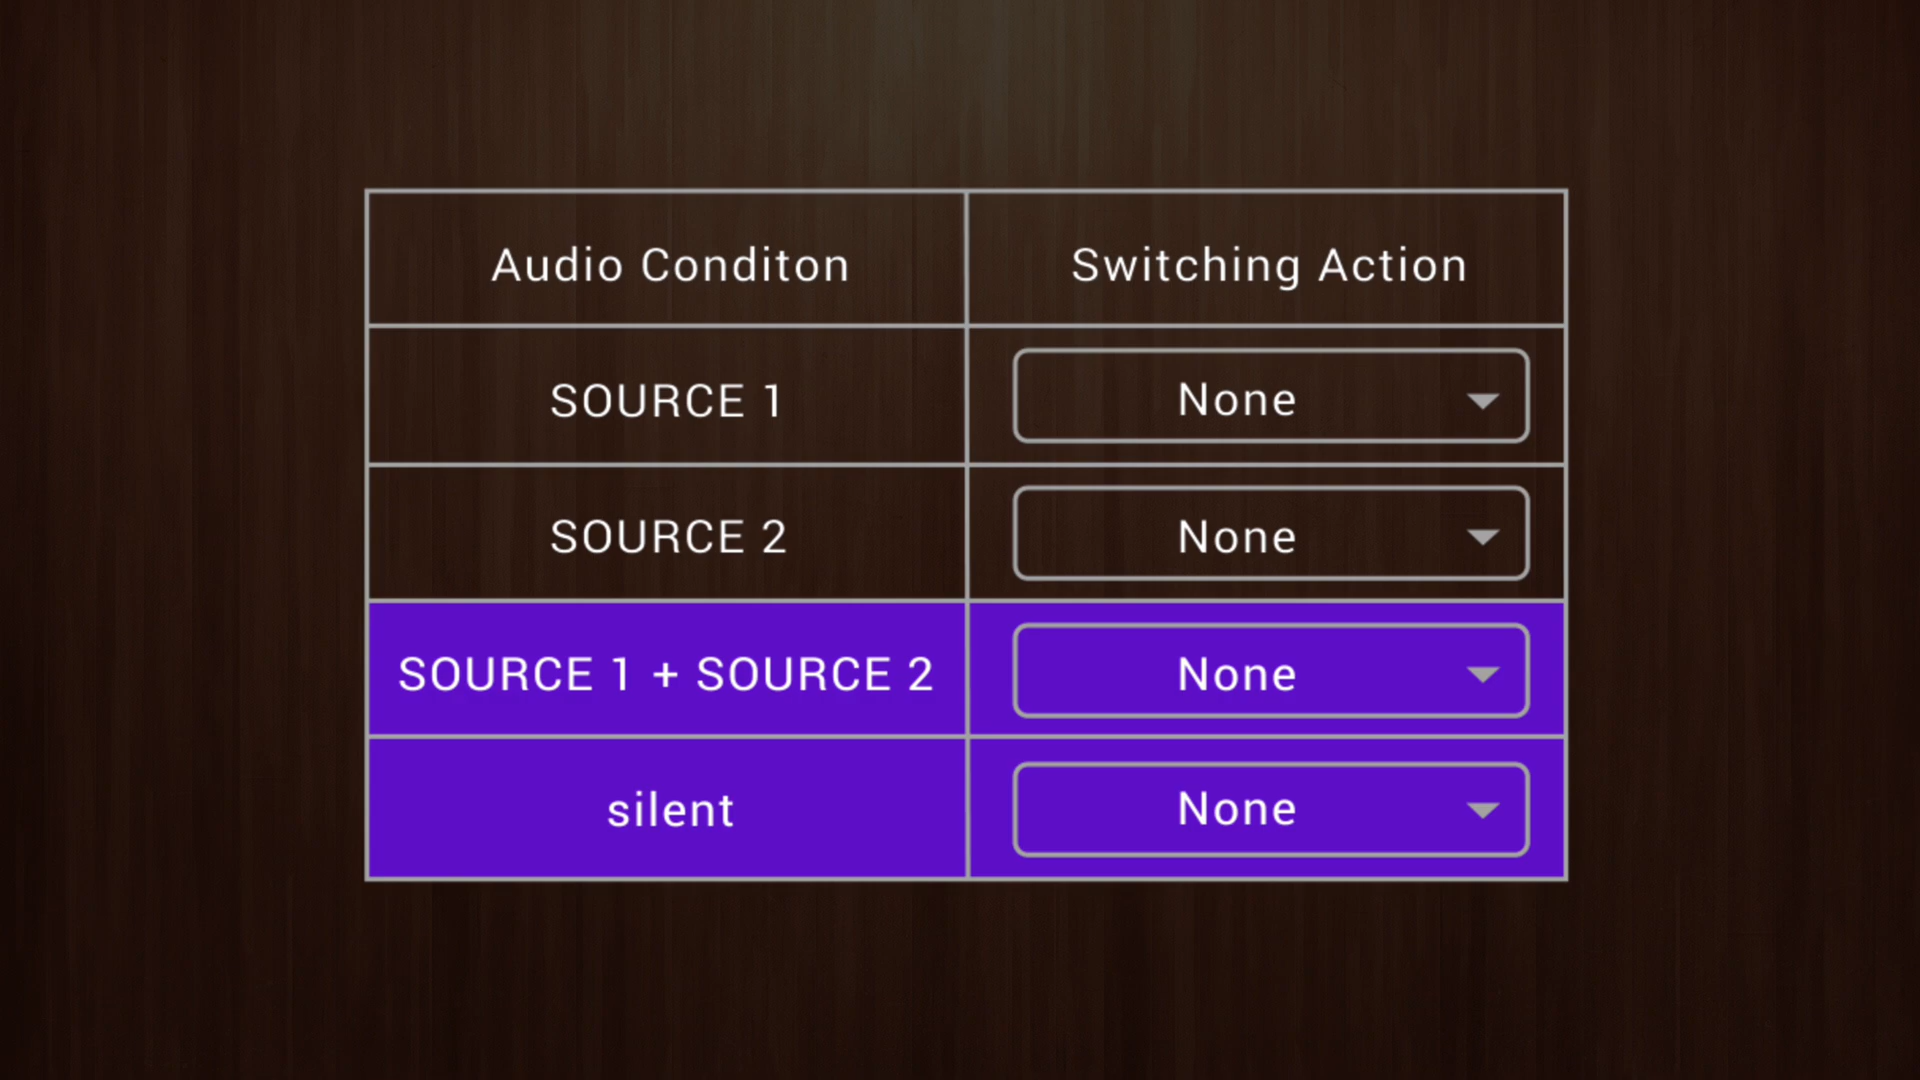 Audio Conditon
Switching Action
SOURCE 1
None
SOURCE 2
None
SOURCE 1 + SOURCE 2
None
silent
None